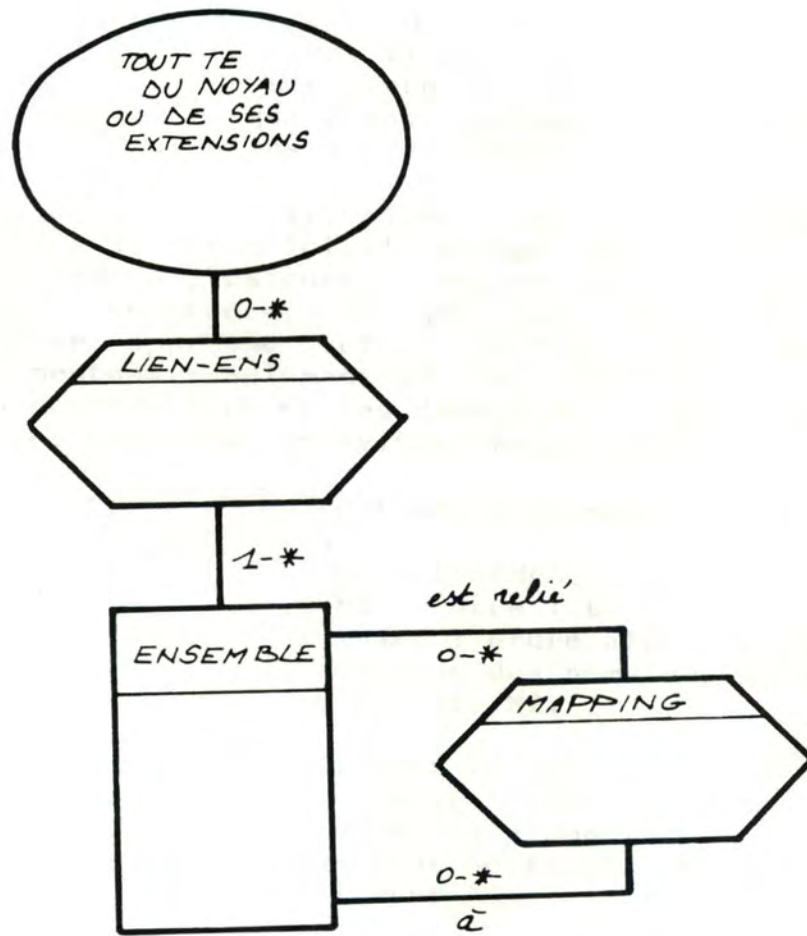 TOUT TE
DU NOYAU
OU DE SES
EXTENSIONS
0-*
LIEN-ENS
1-*
est relié
ENSEMBLE
0-*
MAPPING
0-*
à